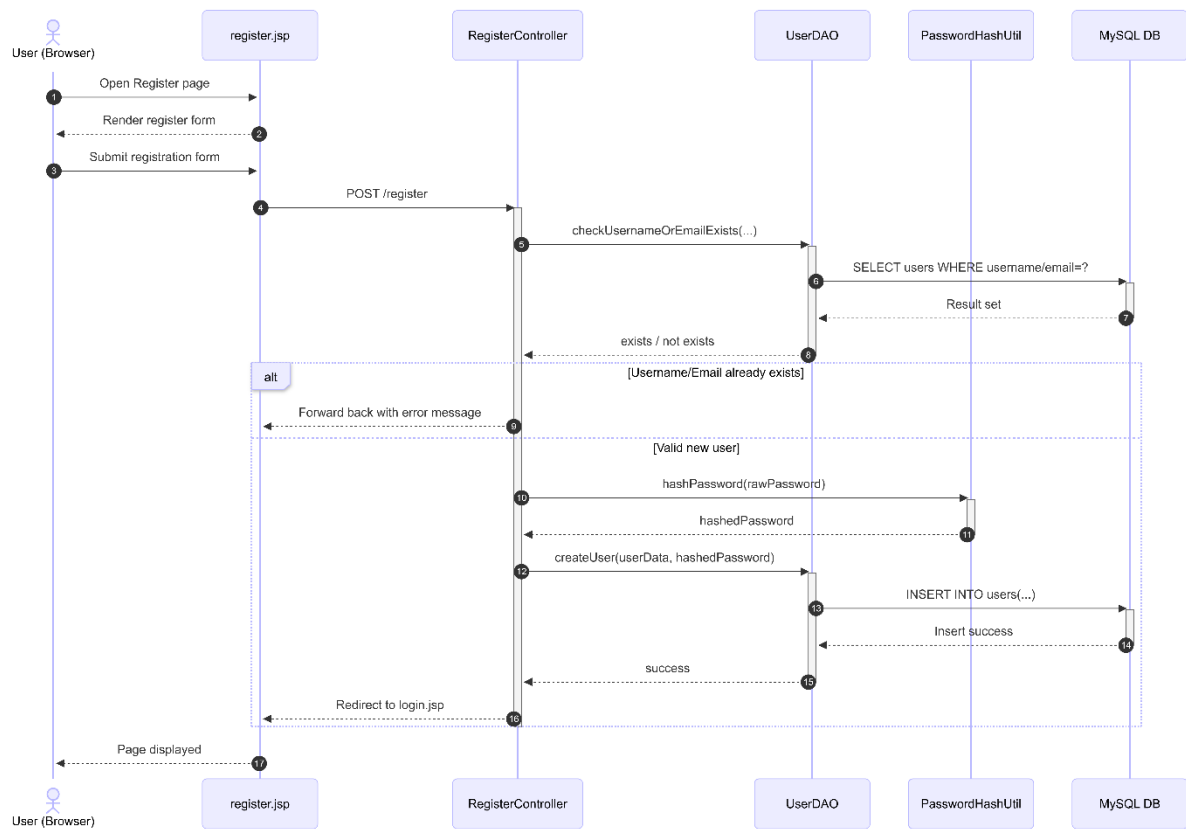 User (Browser)
register.jsp
RegisterController
UserDAO
PasswordHashUtil
MySQL DB
Open Register page
1
Render register form
2
Submit registration form
3
POST /register
4
checkUsernameOrEmailExists(...)
5
SELECT users WHERE username/email=?
6
Result set
7
exists / not exists
8
alt
[Username/Email already exists]
Forward back with error message
9
[Valid new user]
hashPassword(rawPassword)
10
hashedPassword
11
createUser(userData, hashedPassword)
12
INSERT INTO users(...)
13
Insert success
14
success
15
Redirect to login.jsp
16
Page displayed
17
User (Browser)
register.jsp
RegisterController
UserDAO
PasswordHashUtil
MySQL DB